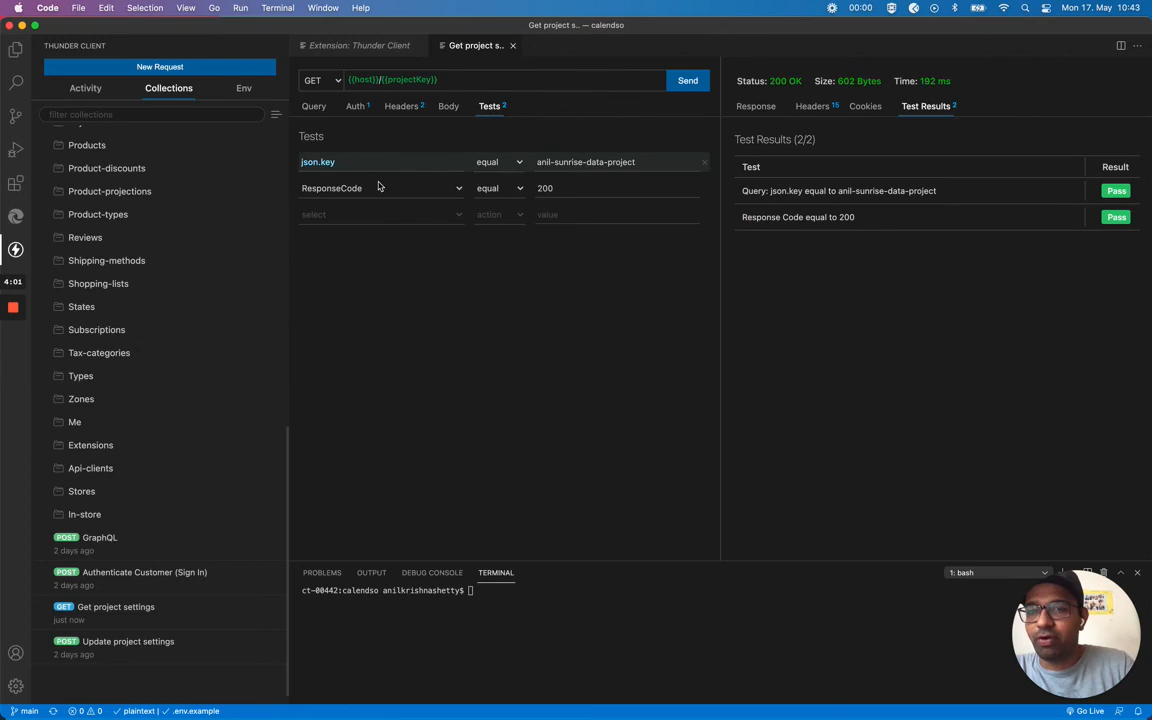 Code File Edit Selection View Go Run Terminal Window Help 00:00 Mon 17. May 10:43
Get project s.. — calendso
THUNDER CLIENT
New Request
Activity Collections Env
filter collections
Products
Product-discounts
Product-projections
Product-types
Reviews
Shipping-methods
Shopping-lists
States
Subscriptions
Tax-categories
Types
Zones
Me
Extensions
Api-clients
Stores
In-store
POST GraphQL
2 days ago
POST Authenticate Customer (Sign In)
2 days ago
GET Get project settings
just now
POST Update project settings
2 days ago
4:01
Extension: Thunder Client Get project s..
GET {{host}}/{{projectKey}} Send
Query Auth 1 Headers 2 Body Tests 2
Tests
json.key equal anil-sunrise-data-project
ResponseCode equal 200
select action value
Status: 200 OK Size: 602 Bytes Time: 192 ms
Response Headers 15 Cookies Test Results 2
Test Results (2/2)
Test Result
Query: json.key equal to anil-sunrise-data-project Pass
Response Code equal to 200 Pass
PROBLEMS OUTPUT DEBUG CONSOLE TERMINAL 1: bash
ct-00442:calendso anilkrishnashetty$
main 0 0 plaintext .env.example Go Live